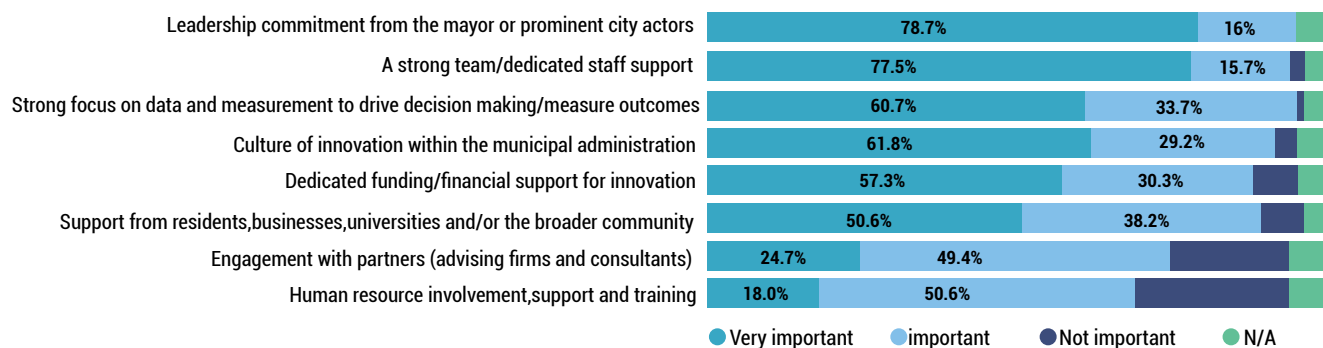 Leadership commitment from the mayor or prominent city actors 78.7% 16%
A strong team/dedicated staff support 77.5% 15.7%
Strong focus on data and measurement to drive decision making/measure outcomes 60.7% 33.7%
Culture of innovation within the municipal administration 61.8% 29.2%
Dedicated funding/financial support for innovation 57.3% 30.3%
Support from residents,businesses,universities and/or the broader community 50.6% 38.2%
Engagement with partners (advising firms and consultants) 24.7% 49.4%
Human resource involvement,support and training 18.0% 50.6%
Very important important Not important N/A